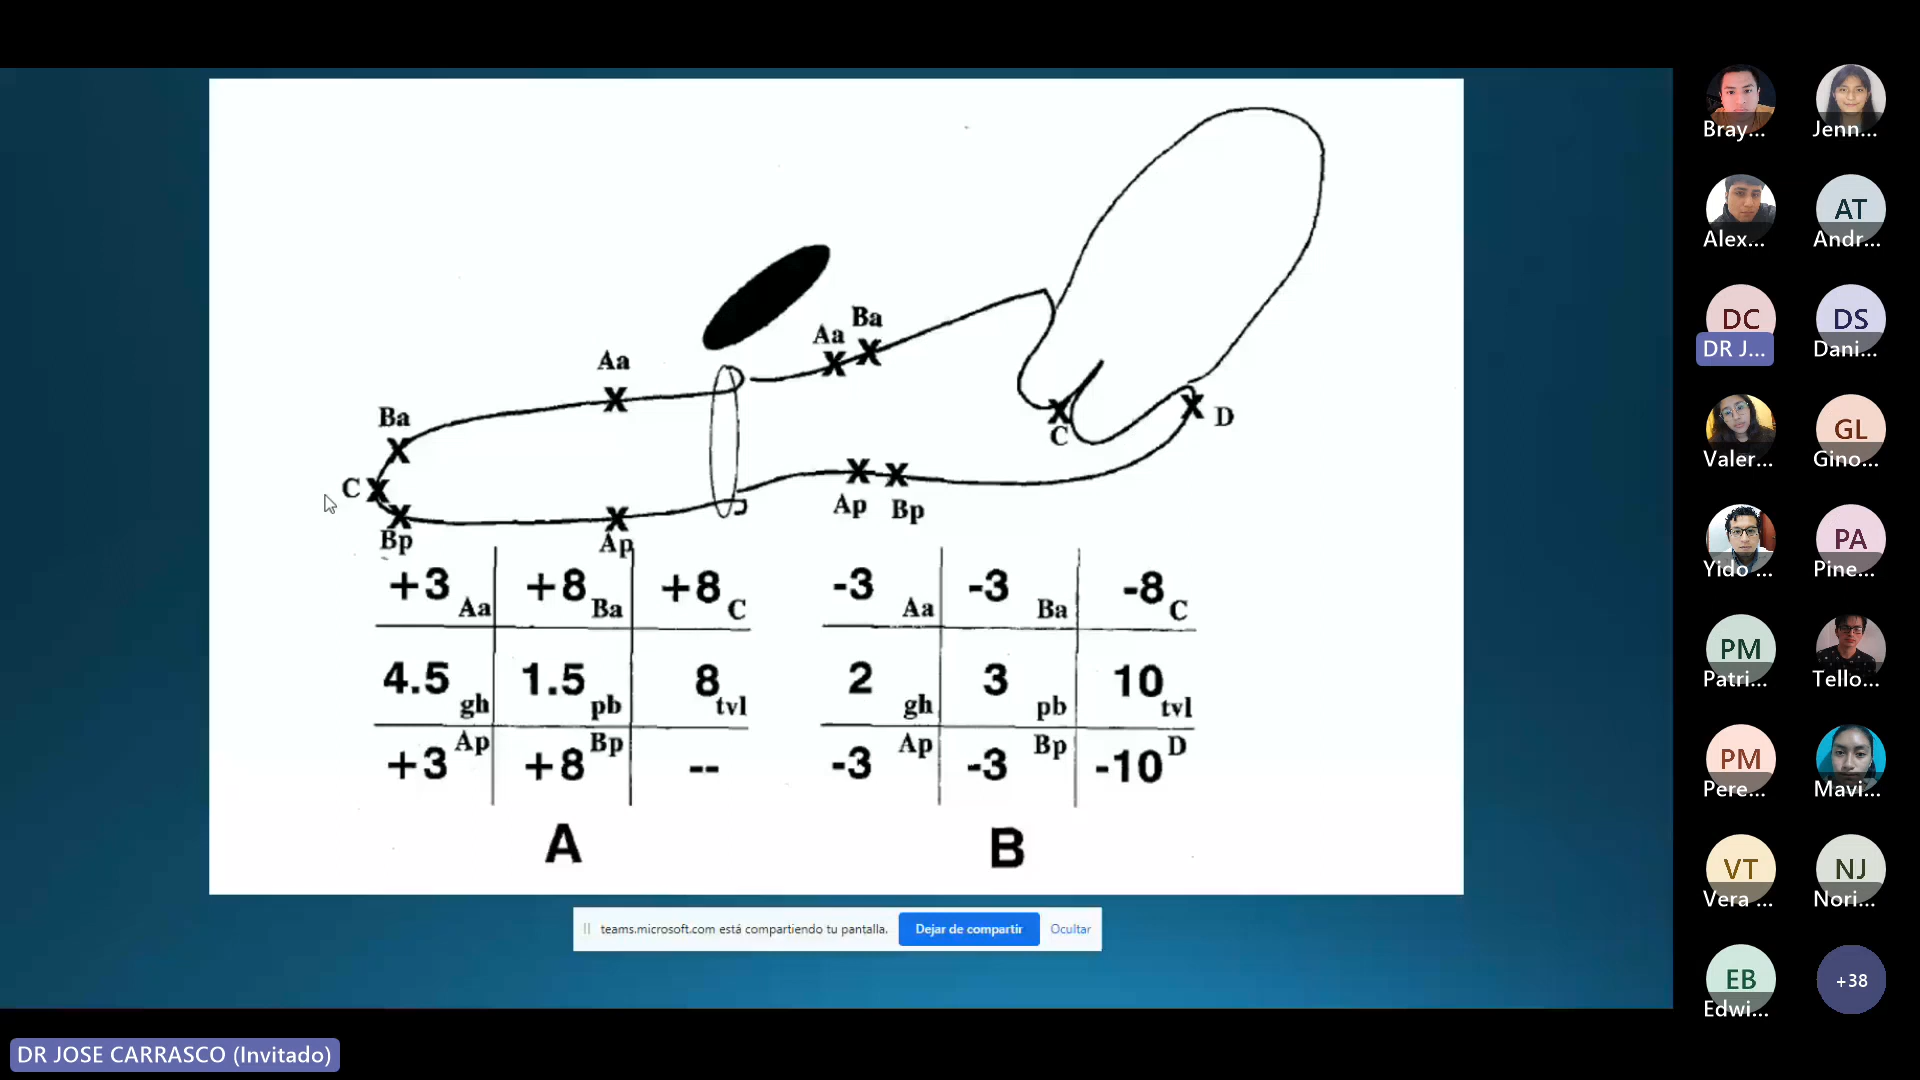 Aa
Ba
C
Bp
Ap
Aa
Ba
C
D
Ap
Bp
+3 Aa +8 Ba +8 C
4.5 gh 1.5 pb 8 tvl
+3 Ap +8 Bp --
A
-3 Aa -3 Ba -8 C
2 gh 3 pb 10 tvl
-3 Ap -3 Bp -10 D
B
teams.microsoft.com está compartiendo tu pantalla. Dejar de compartir Ocultar
DR JOSE CARRASCO (Invitado)
Bray... Jenn...
Alex... AT Andr...
DC DR J... DS Dani...
Valer... GL Gino...
Yido ... PA Pine...
PM Patri... Tello...
PM Pere... Mavi...
VT Vera ... NJ Nori...
EB Edwi... +38